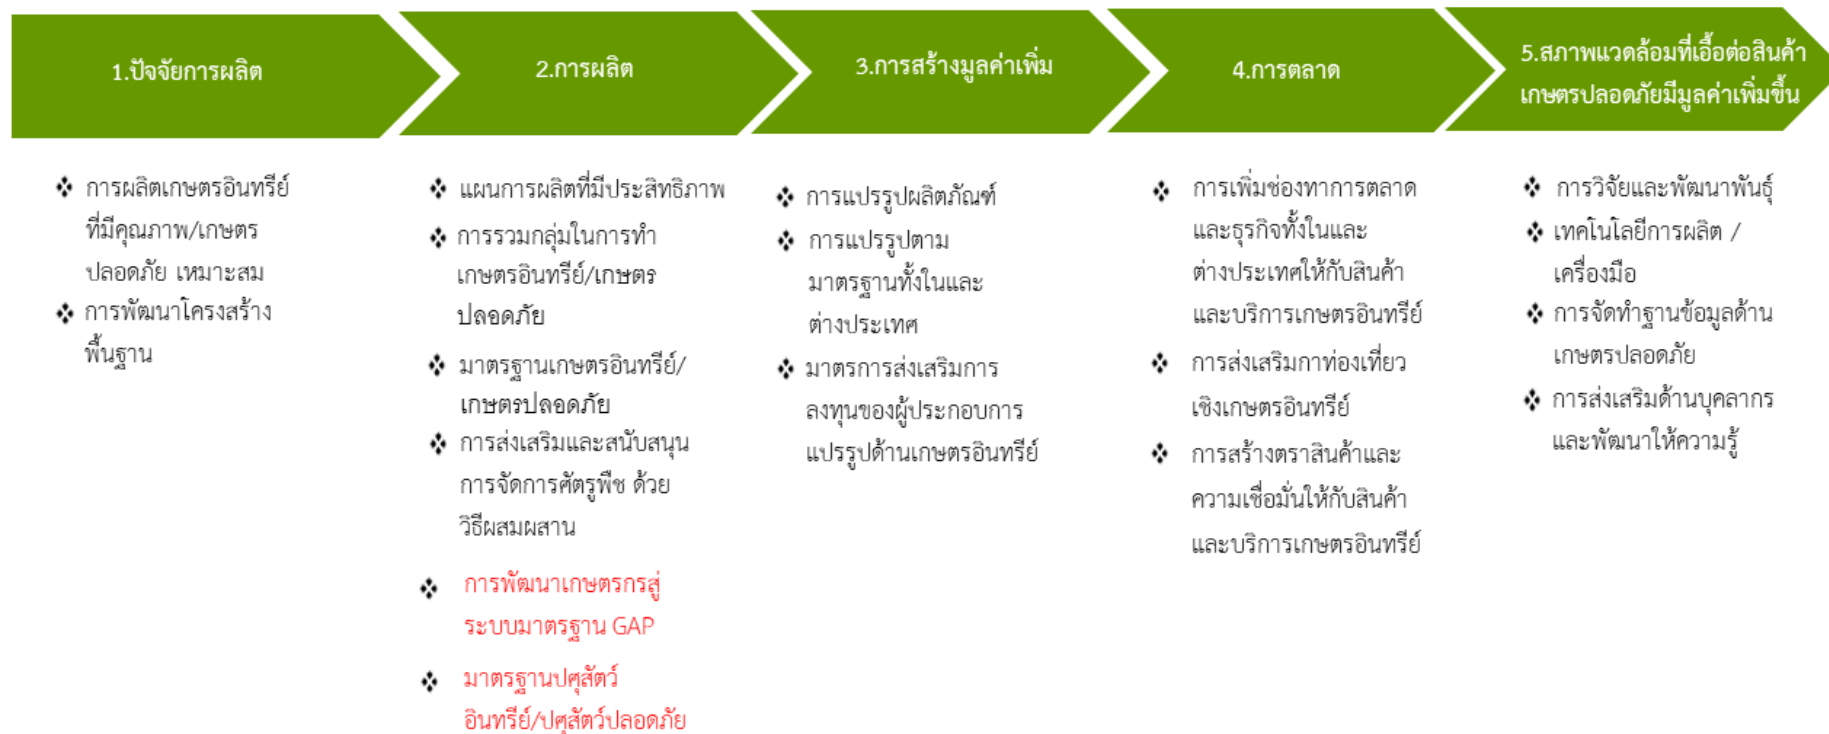 1.ปัจจัยการผลิต
2.การผลิต
3.การสร้างมูลค่าเพิ่ม
4.การตลาด
5.สภาพแวดล้อมที่เอื้อต่อสินค้า
เกษตรปลอดภัยมีมูลค่าเพิ่มขึ้น
❖ การผลิตเกษตรอินทรีย์
ที่มีคุณภาพ/เกษตร
ปลอดภัย เหมาะสม
❖ การพัฒนาโครงสร้าง
พื้นฐาน
❖ แผนการผลิตที่มีประสิทธิภาพ
❖ การรวมกลุ่มในการทำ
เกษตรอินทรีย์/เกษตร
ปลอดภัย
❖ มาตรฐานเกษตรอินทรีย์/
เกษตรปลอดภัย
❖ การส่งเสริมและสนับสนุน
การจัดการศัตรูพืช ด้วย
วิธีผสมผสาน
❖ การพัฒนาเกษตรกรสู่
ระบบมาตรฐาน GAP
❖ มาตรฐานปศุสัตว์
อินทรีย์/ปศุสัตว์ปลอดภัย
❖ การแปรรูปผลิตภัณฑ์
❖ การแปรรูปตาม
มาตรฐานทั้งในและ
ต่างประเทศ
❖ มาตรการส่งเสริมการ
ลงทุนของผู้ประกอบการ
แปรรูปด้านเกษตรอินทรีย์
❖ การเพิ่มช่องทาการตลาด
และธุรกิจทั้งในและ
ต่างประเทศให้กับสินค้า
และบริการเกษตรอินทรีย์
❖ การส่งเสริมกาท่องเที่ยว
เชิงเกษตรอินทรีย์
❖ การสร้างตราสินค้าและ
ความเชื่อมั่นให้กับสินค้า
และบริการเกษตรอินทรีย์
❖ การวิจัยและพัฒนาพันธุ์
❖ เทคโนโลยีการผลิต /
เครื่องมือ
❖ การจัดทำฐานข้อมูลด้าน
เกษตรปลอดภัย
❖ การส่งเสริมด้านบุคลากร
และพัฒนาให้ความรู้